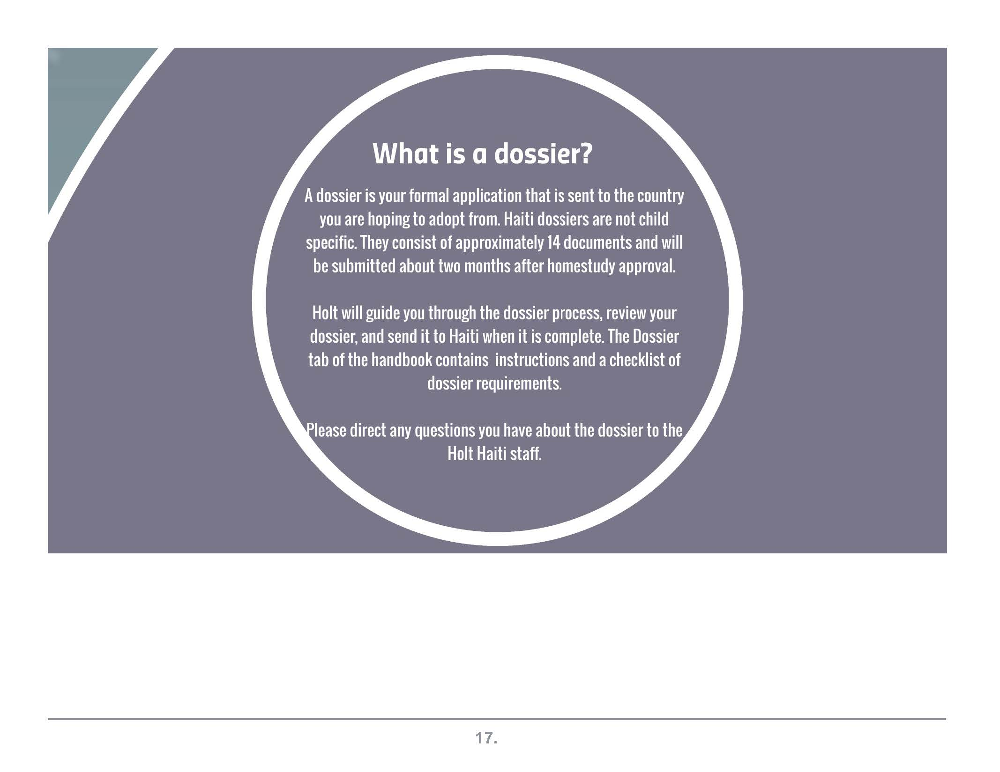 What is a dossier?
A dossier is your formal application that is sent to the country
you are hoping to adopt from. Haiti dossiers are not child
specific. They consist of approximately 14 documents and will
be submitted about two months after homestudy approval.
Holt will guide you through the dossier process, review your
dossier, and send it to Haiti when it is complete. The Dossier
tab of the handbook contains  instructions and a checklist of
dossier requirements.
Please direct any questions you have about the dossier to the
Holt Haiti staff.
17.